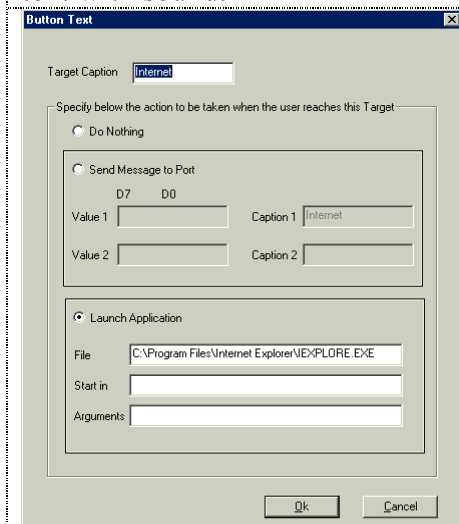 Button Text
Target Caption Internet
Specify below the action to be taken when the user reaches this Target
Do Nothing
Send Message to Port
D7 D0
Value 1 Caption 1 Internet
Value 2 Caption 2
Launch Application
File C:\Program Files\Internet Explorer\IEXPLORE.EXE
Start in
Arguments
Ok Cancel